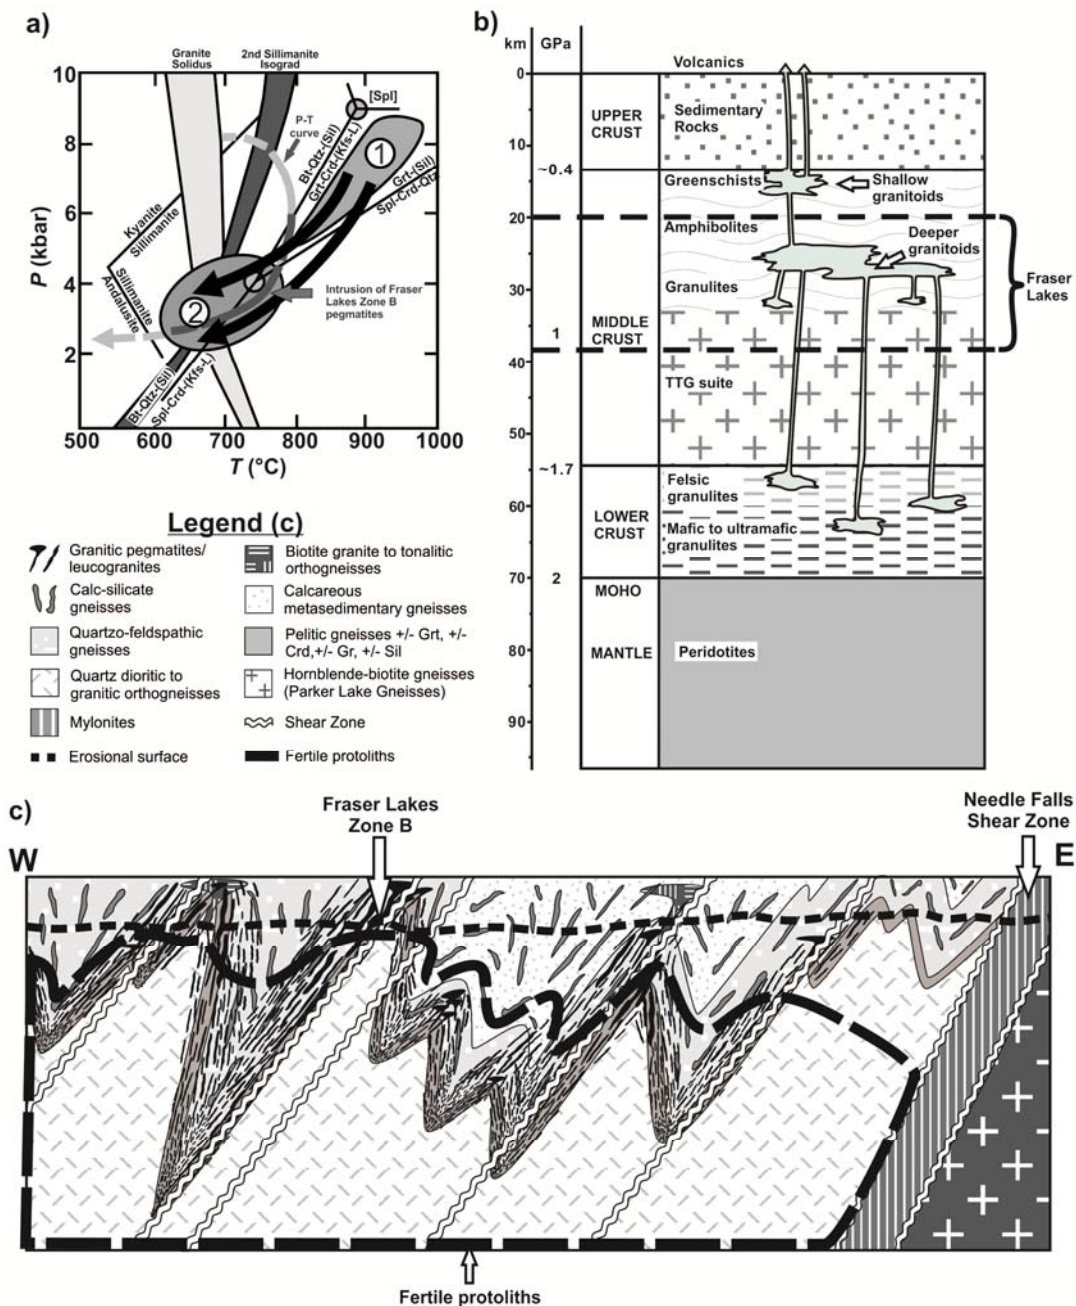 a)
Granite
Solidus
2nd Sillimanite
Isograd
[Spl]
P-T
curve
Bt-Qtz-(Sil)
Grt-Crd-(Kfs-L)
1
Grt-(Sil)
Spl-Crd-Qtz
Kyanite
Sillimanite
Sillimanite
Andalusite
2
Intrusion of Fraser
Lakes Zone B
pegmatites
Bt-Qtz-(Sil)
Spl-Crd-(Kfs-L)
10
8
6
4
2
P (kbar)
500
600
700
800
900
1000
T (°C)
b)
km
GPa
Volcanics
0
10
20
30
40
50
60
70
80
90
~0.4
1
~1.7
2
UPPER
CRUST
Sedimentary
Rocks
Greenschists
Shallow
granitoids
Amphibolites
Deeper
granitoids
Granulites
Fraser
Lakes
MIDDLE
CRUST
TTG suite
Felsic
granulites
LOWER
CRUST
Mafic to ultramafic
granulites
MOHO
MANTLE
Peridotites
Legend (c)
Granitic pegmatites/
leucogranites
Calc-silicate
gneisses
Quartzo-feldspathic
gneisses
Quartz dioritic to
granitic orthogneisses
Mylonites
Erosional surface
Biotite granite to tonalitic
orthogneisses
Calcareous
metasedimentary gneisses
Pelitic gneisses +/- Grt, +/-
Crd,+/- Gr, +/- Sil
Hornblende-biotite gneisses
(Parker Lake Gneisses)
Shear Zone
Fertile protoliths
c)
Fraser Lakes
Zone B
Needle Falls
Shear Zone
W
E
Fertile protoliths